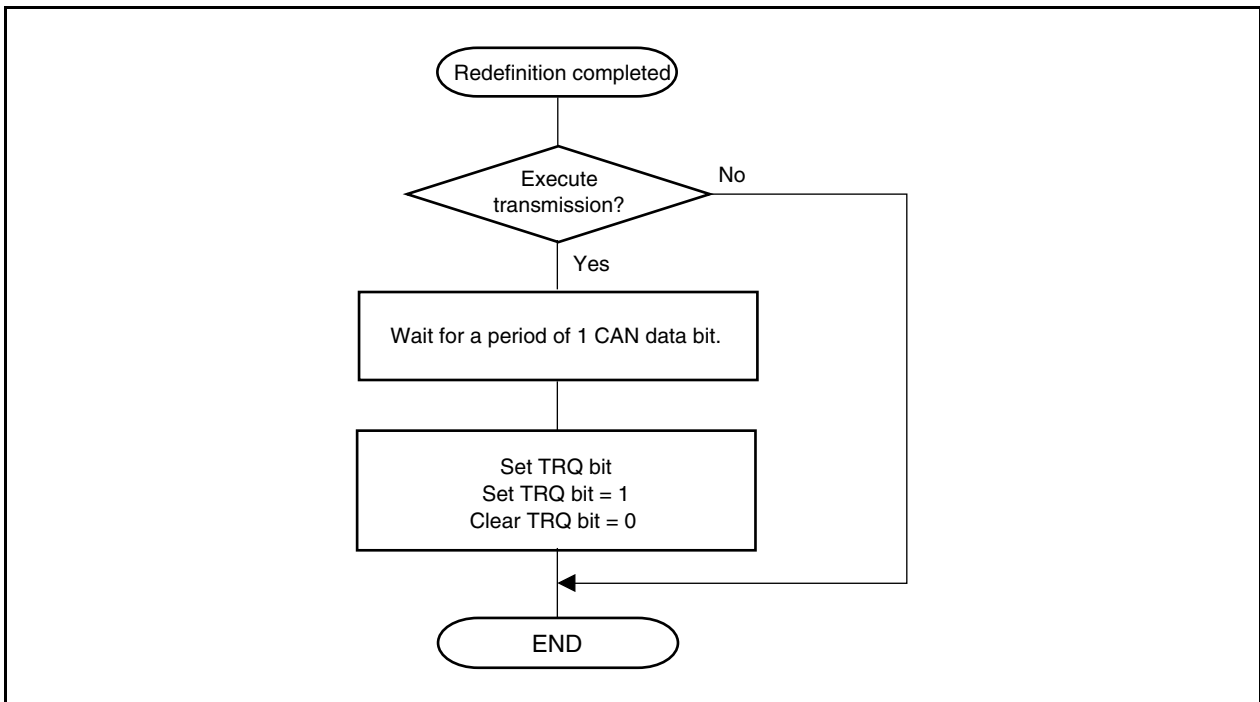 Redefinition completed
Execute
transmission?
No
Yes
Wait for a period of 1 CAN data bit.
Set TRQ bit
Set TRQ bit = 1
Clear TRQ bit = 0
END